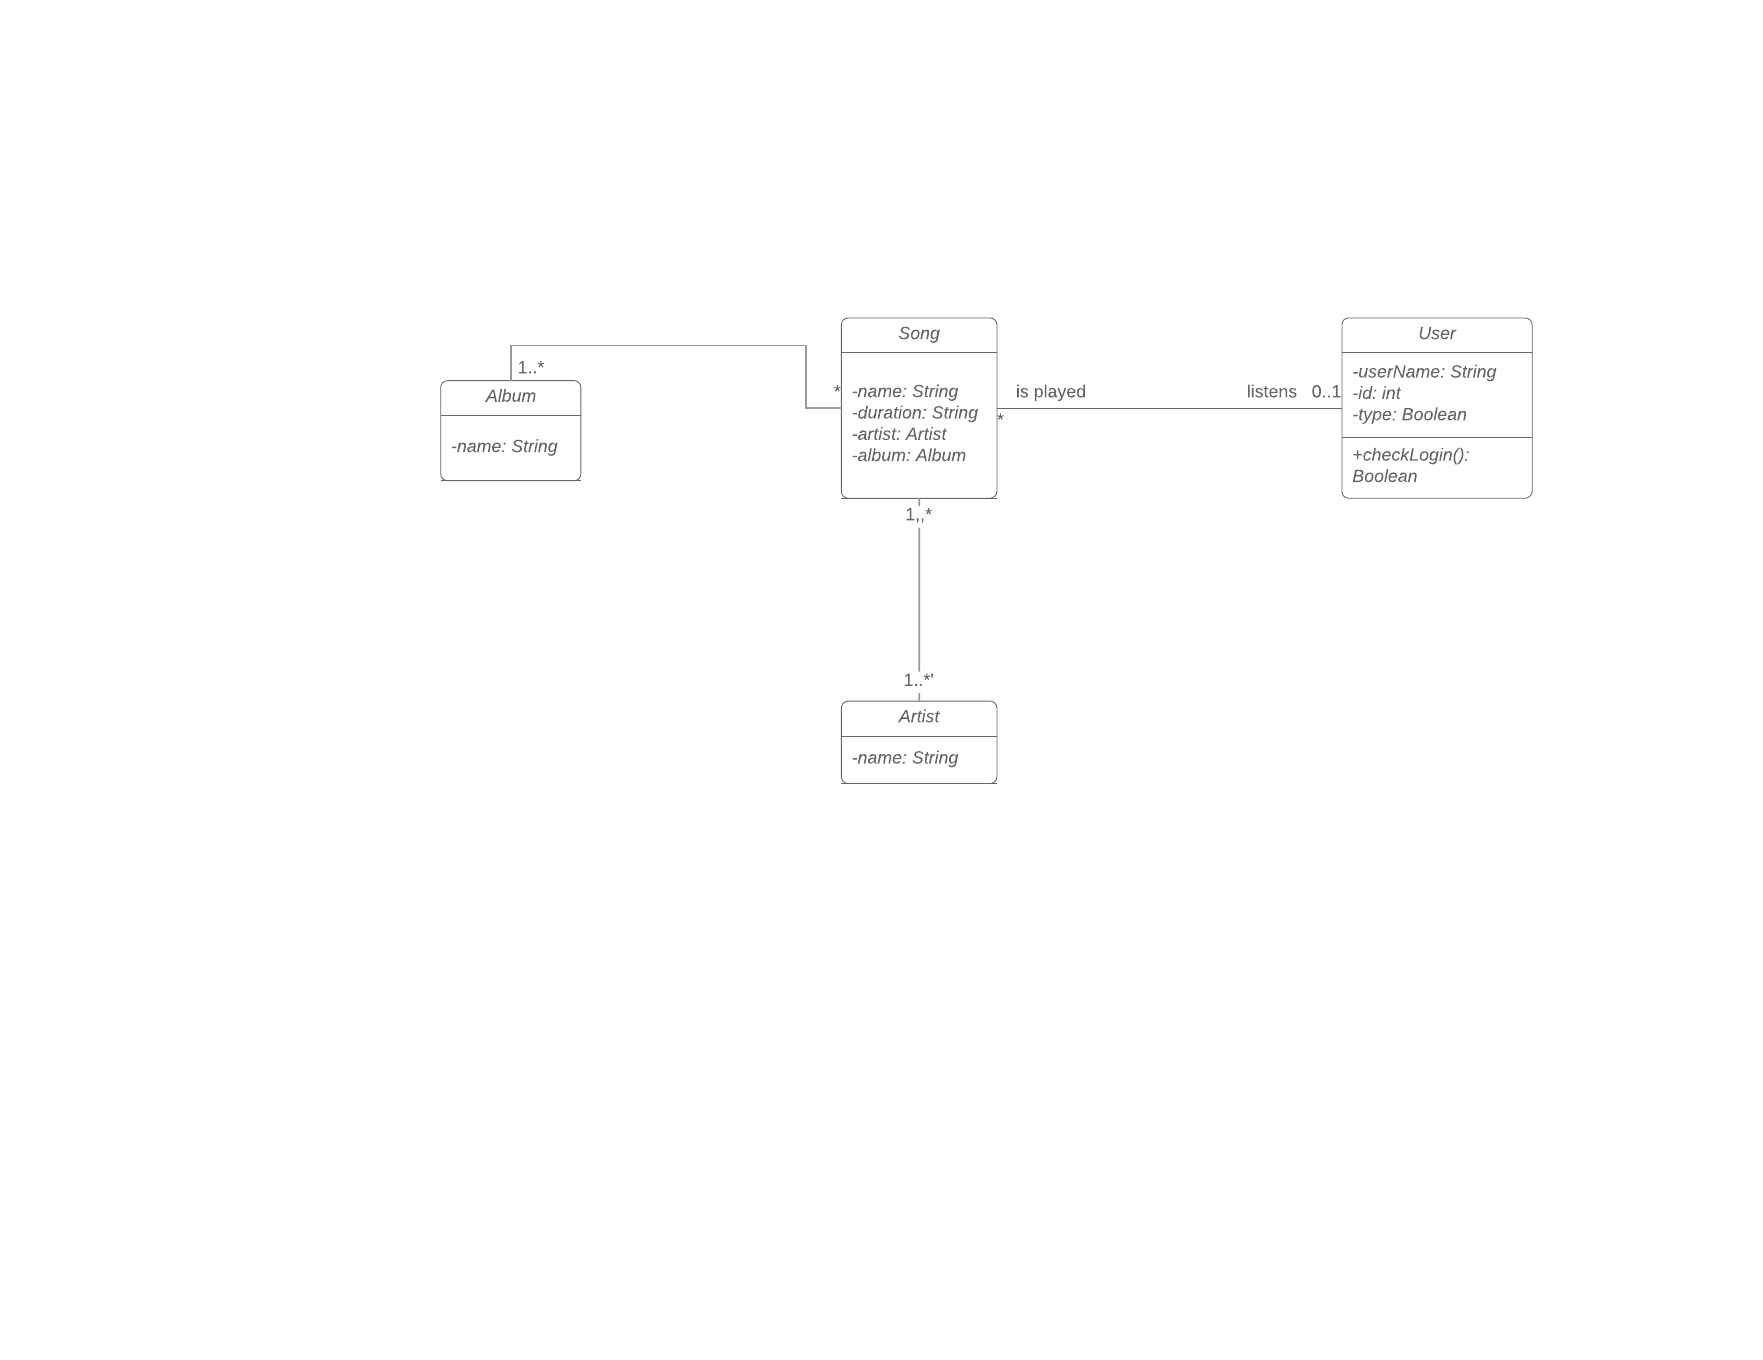 Song
-name: String
-duration: String
-artist: Artist
-album: Album
User
-userName: String
-id: int
-type: Boolean
+checkLogin():
Boolean
1..*
*
Album
-name: String
is played
*
listens
0..1
1,,*
1..*'
Artist
-name: String